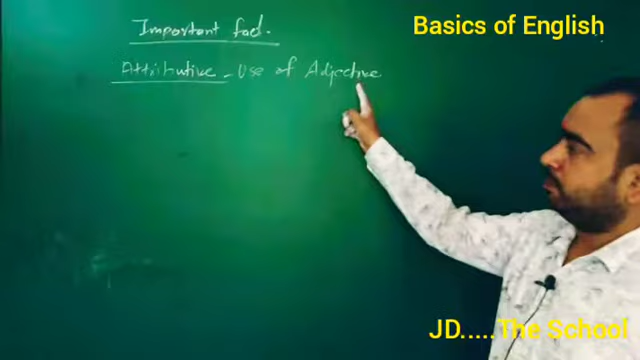 Basics of English
Important fact.
Attributive - Use of Adjective
JD.....The School